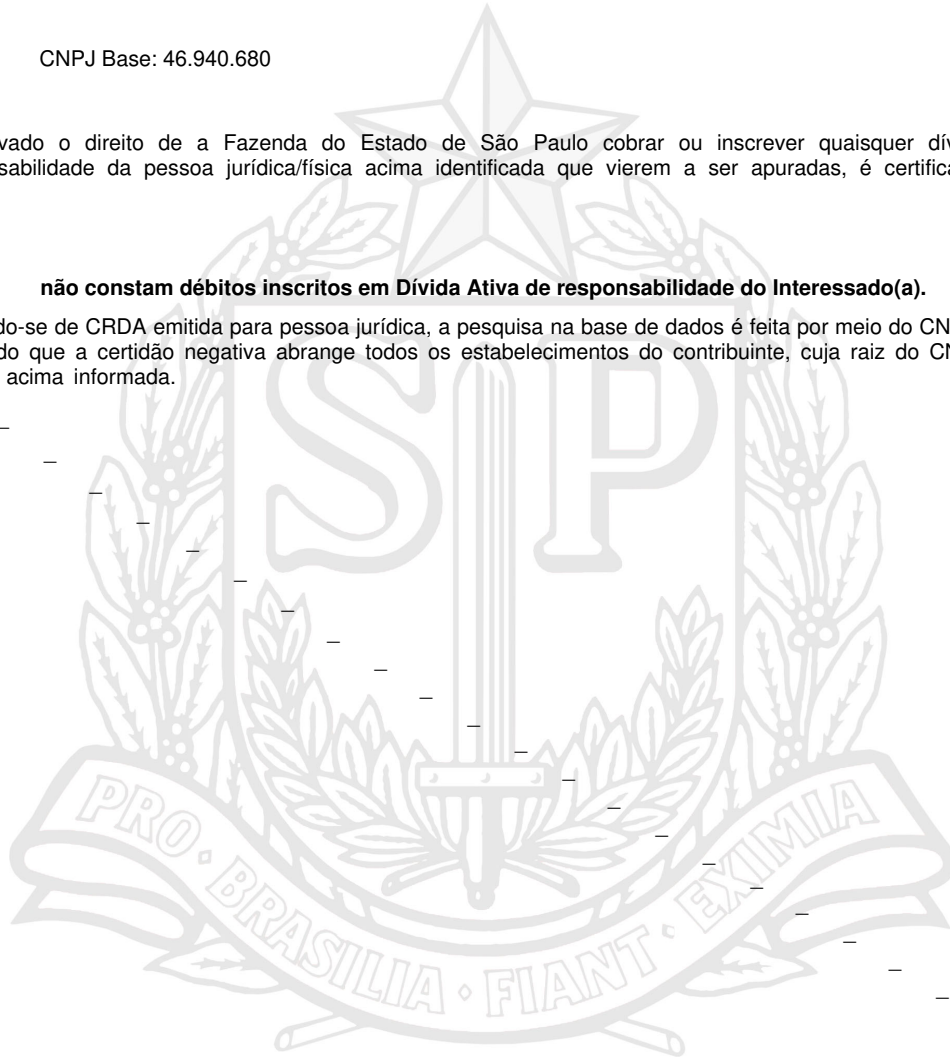 CNPJ Base: 46.940.680
vado o direito de a Fazenda do Estado de São Paulo cobrar ou inscrever quaisquer dív
sabilidade da pessoa jurídica/física acima identificada que vierem a ser apuradas, é certifica
não constam débitos inscritos em Dívida Ativa de responsabilidade do Interessado(a).
do-se de CRDA emitida para pessoa jurídica, a pesquisa na base de dados é feita por meio do CN
do que a certidão negativa abrange todos os estabelecimentos do contribuinte, cuja raiz do CN
acima informada.
SP
PRO · BRASILIA · FIANT · EXIMIA